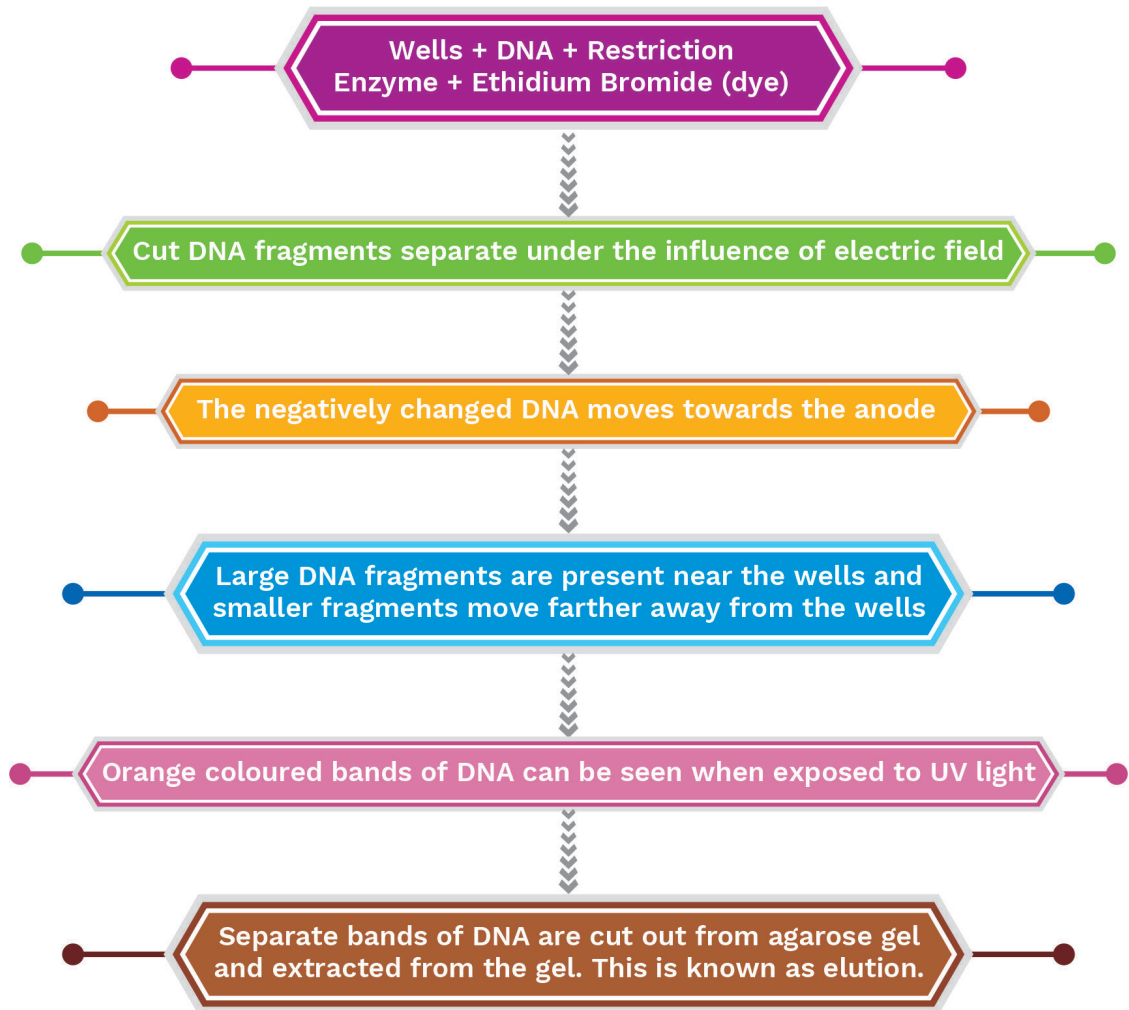 Wells + DNA + Restriction
Enzyme + Ethidium Bromide (dye)
Cut DNA fragments separate under the influence of electric field
The negatively changed DNA moves towards the anode
Large DNA fragments are present near the wells and
smaller fragments move farther away from the wells
Orange coloured bands of DNA can be seen when exposed to UV light
Separate bands of DNA are cut out from agarose gel
and extracted from the gel. This is known as elution.